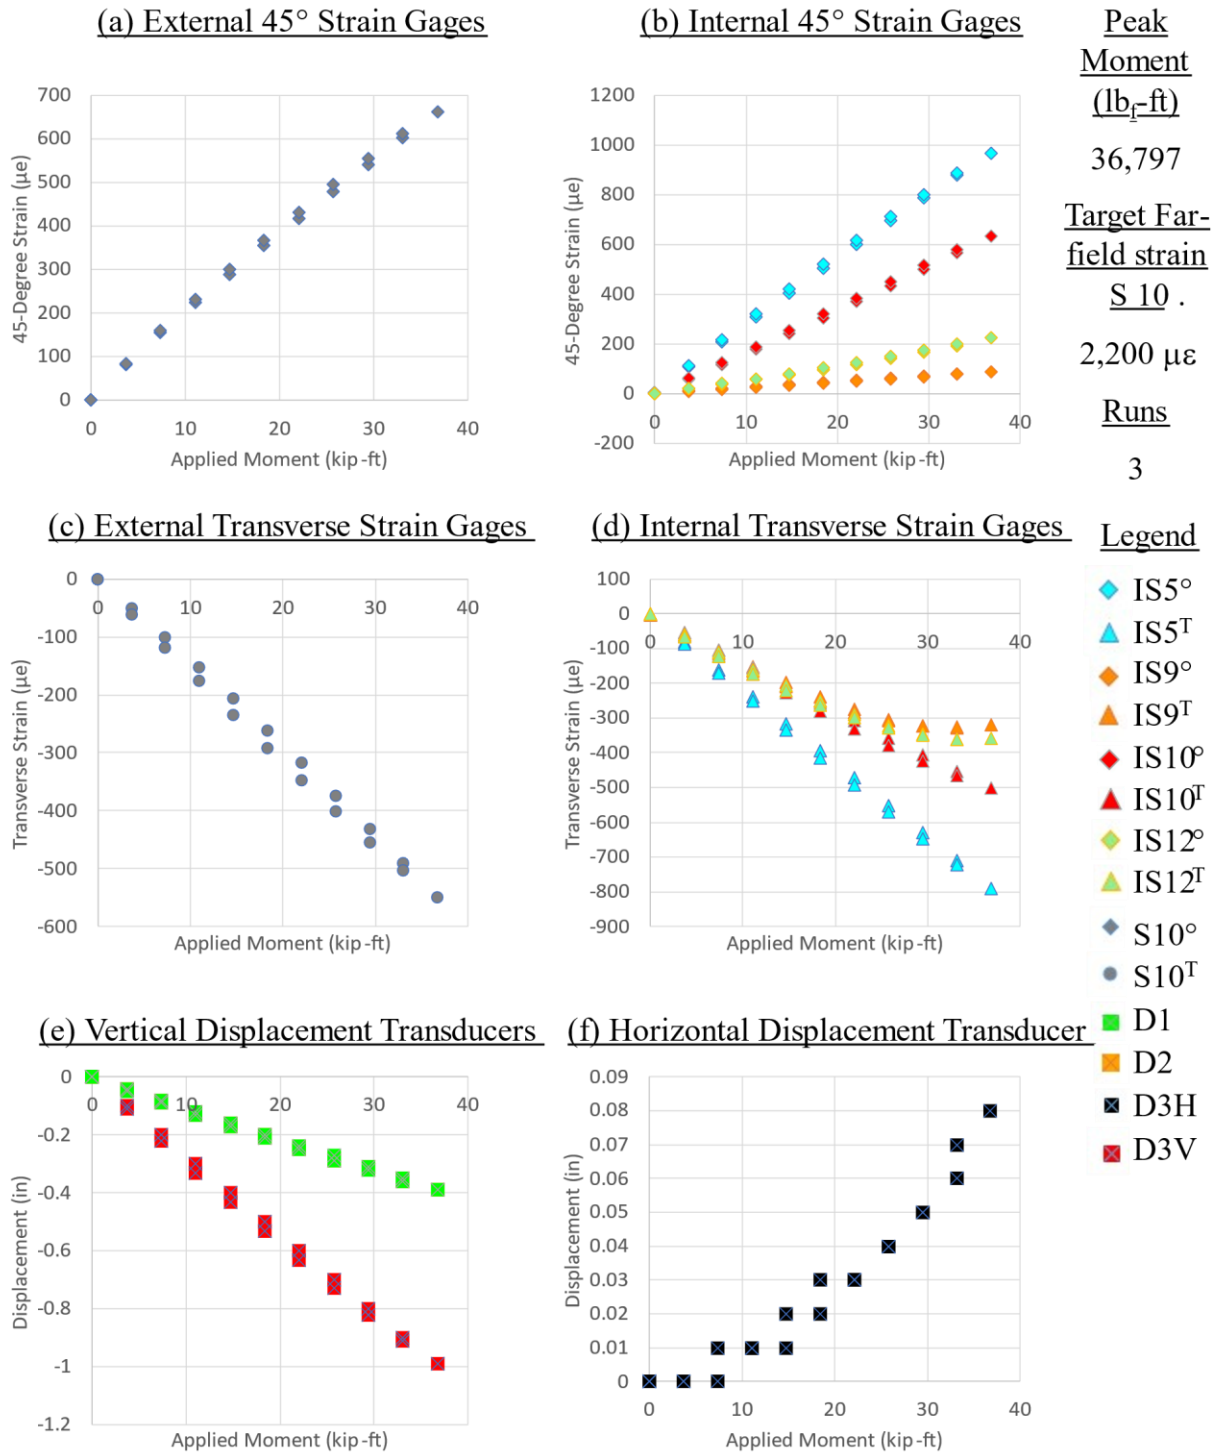 (a) External 45° Strain Gages
700
600
500
400
300
200
100
0
0
10
20
30
40
45-Degree Strain (µe)
Applied Moment (kip-ft)
(b) Internal 45° Strain Gages
1200
1000
800
600
400
200
0
-200
0
10
20
30
40
45-Degree Strain (µe)
Applied Moment (kip-ft)
Peak
Moment
(lbf-ft)
36,797
Target Far-
field strain
S 10 .
2,200 µε
Runs
3
(c) External Transverse Strain Gages
0
-100
-200
-300
-400
-500
-600
0
10
20
30
40
Transverse Strain (µe)
Applied Moment (kip-ft)
(d) Internal Transverse Strain Gages
100
0
-100
-200
-300
-400
-500
-600
-700
-800
-900
0
10
20
30
40
Transverse Strain (µe)
Applied Moment (kip-ft)
Legend
IS5°
IS5T
IS9°
IS9T
IS10°
IS10T
IS12°
IS12T
S10°
S10T
D1
D2
D3H
D3V
(e) Vertical Displacement Transducers
0
-0.2
-0.4
-0.6
-0.8
-1
-1.2
0
10
20
30
40
Displacement (in)
Applied Moment (kip-ft)
(f) Horizontal Displacement Transducer
0.09
0.08
0.07
0.06
0.05
0.04
0.03
0.02
0.01
0
0
10
20
30
40
Displacement (in)
Applied Moment (kip-ft)